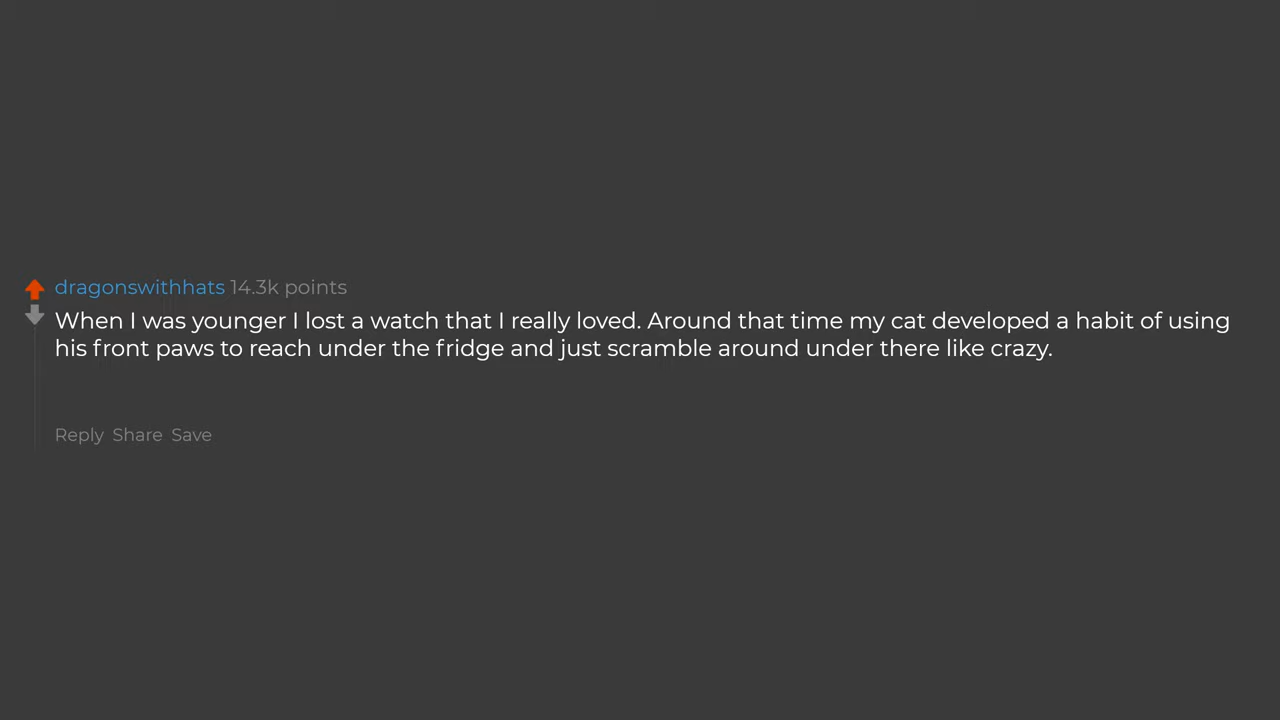 dragonswithhats 14.3k points
When I was younger I lost a watch that I really loved. Around that time my cat developed a habit of using
his front paws to reach under the fridge and just scramble around under there like crazy.
Reply Share Save